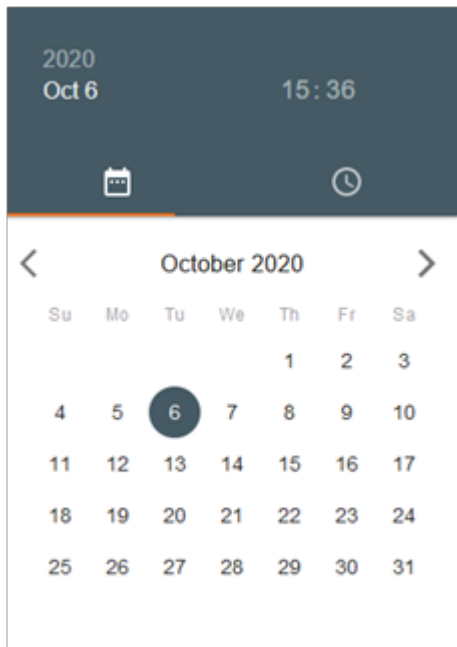 2020
Oct 6 15:36
October 2020
Su Mo Tu We Th Fr Sa
1 2 3
4 5 6 7 8 9 10
11 12 13 14 15 16 17
18 19 20 21 22 23 24
25 26 27 28 29 30 31